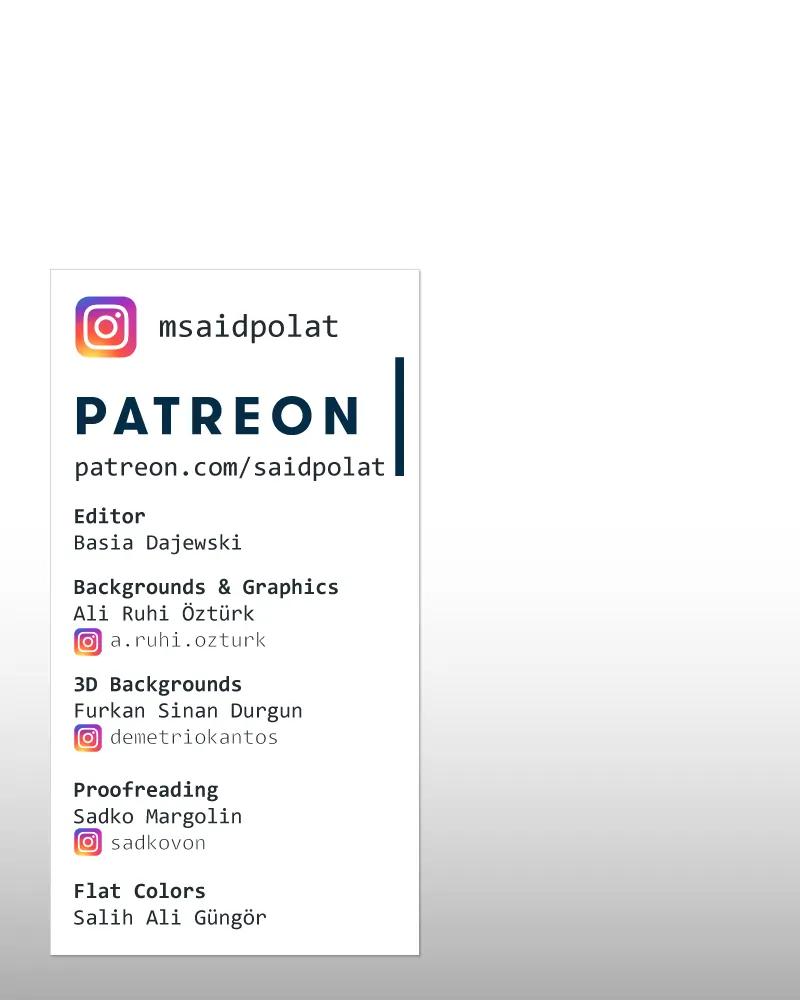 msaidpolat
PATREON
patreon.com/saidpolat
Editor
Basia Dajewski
Backgrounds & Graphics
Ali Ruhi Öztürk
a.ruhi.ozturk
3D Backgrounds
Furkan Sinan Durgun
demetriokantos
Proofreading
Sadko Margolin
sadkovon
Flat Colors
Salih Ali Güngör